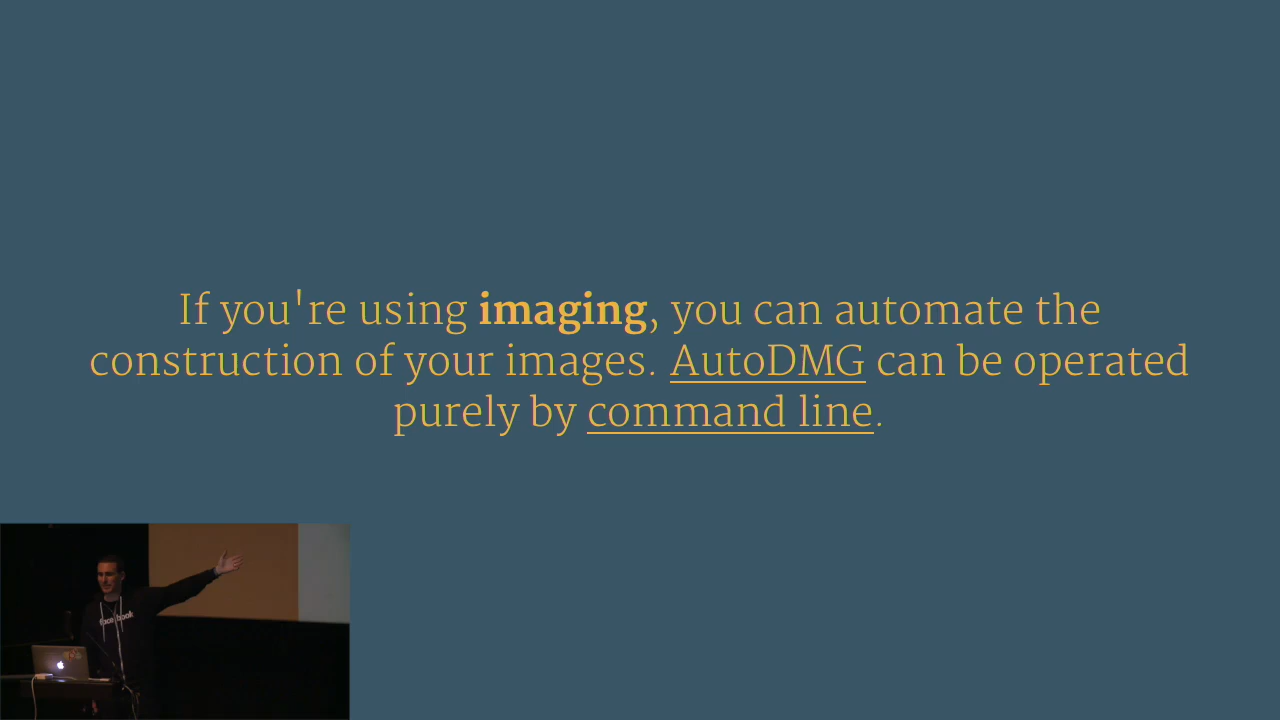 If you're using imaging, you can automate the
construction of your images. AutoDMG can be operated
purely by command line.
facebook